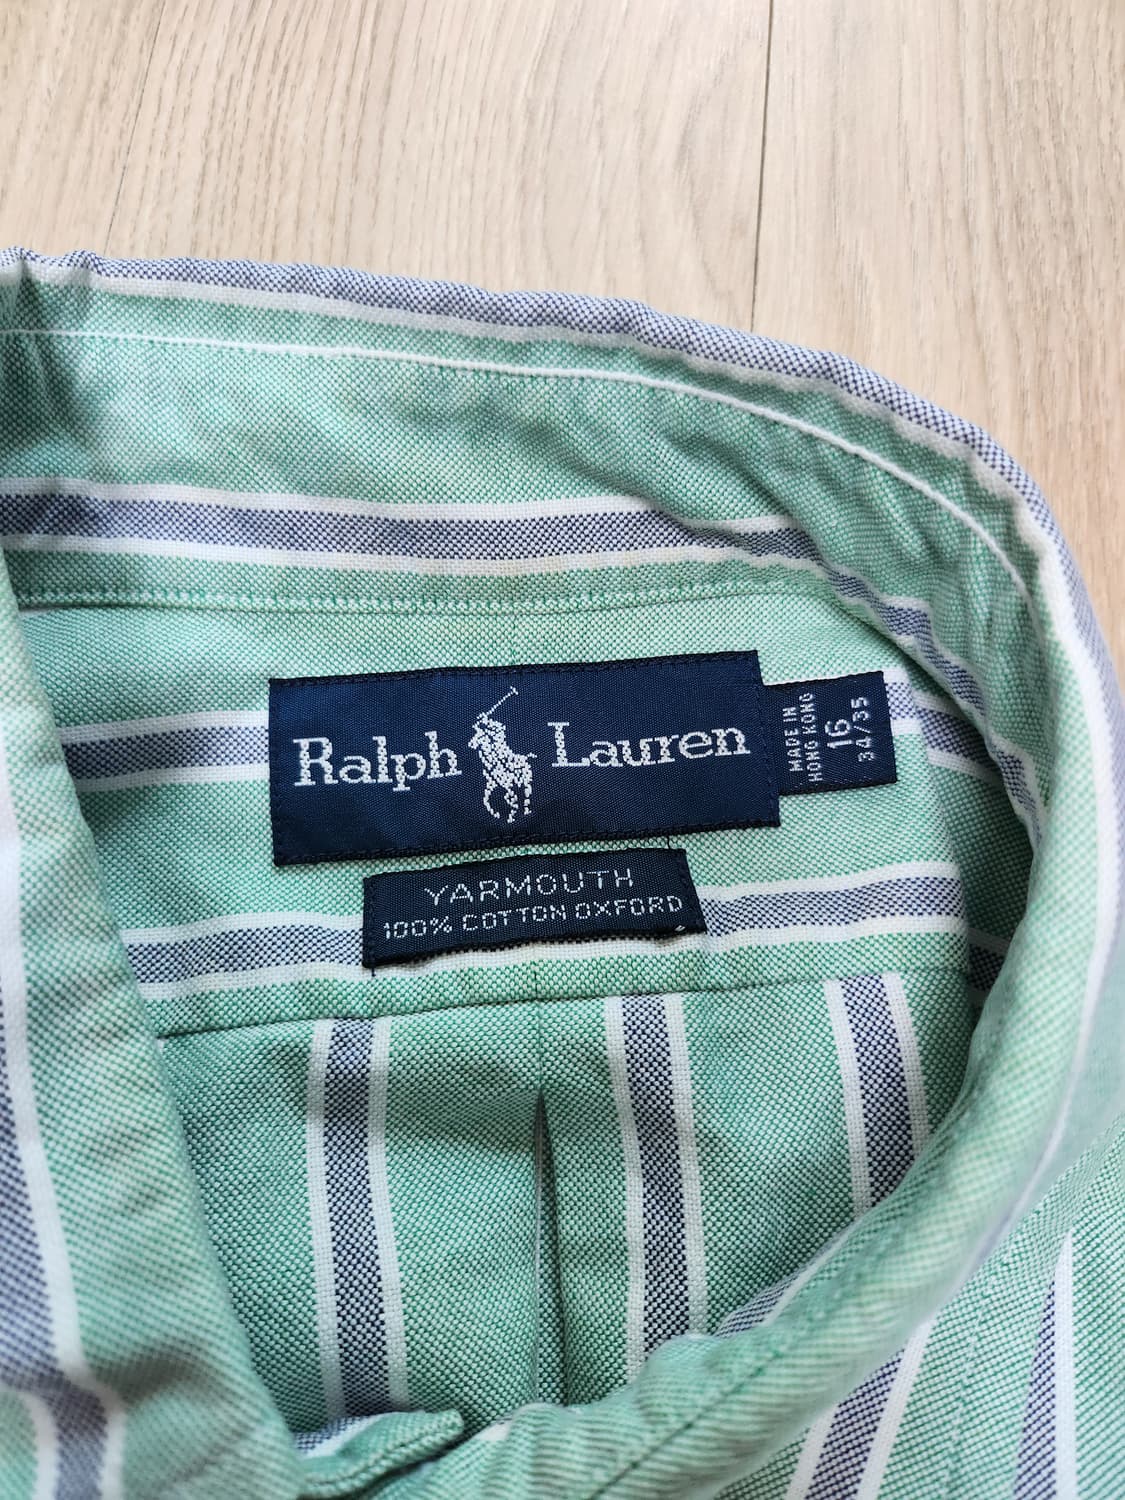 Ralph Lauren
MADE IN
HONG KONG
16
34/35
YARMOUTH
100% COTTON OXFORD